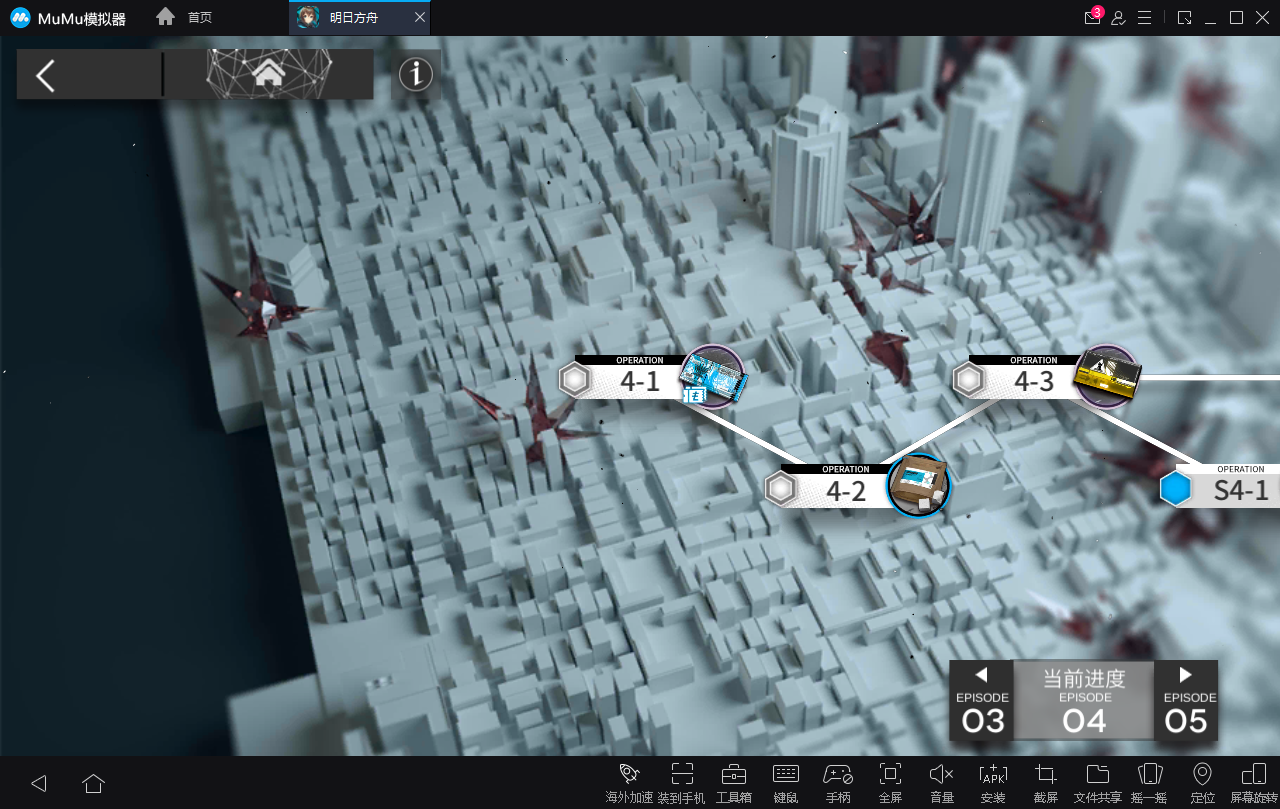 MuMu模拟器
首页
明日方舟
3
OPERATION
4-1
OPERATION
4-3
OPERATION
4-2
OPERATION
S4-1
EPISODE
03
当前进度
EPISODE
04
EPISODE
05
海外加速
装到手机
工具箱
键鼠
手柄
全屏
音量
APK
安装
截屏
文件共享
摇一摇
定位
屏幕旋转